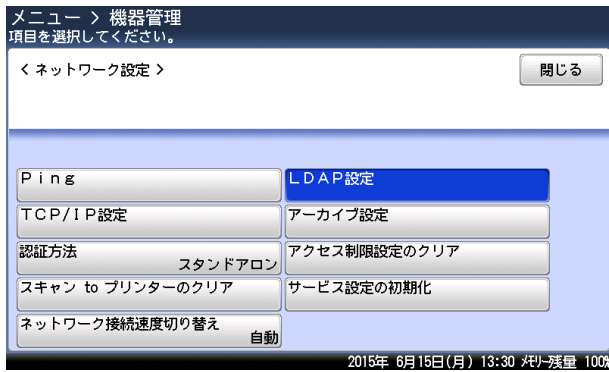 メニュー > 機器管理
項目を選択してください。
< ネットワーク設定 >
閉じる
Ping
LDAP設定
TCP/IP設定
アーカイブ設定
認証方法
スタンドアロン
アクセス制限設定のクリア
スキャン to プリンターのクリア
サービス設定の初期化
ネットワーク接続速度切り替え
自動
2015年 6月15日(月) 13:30 メモリー残量 100%